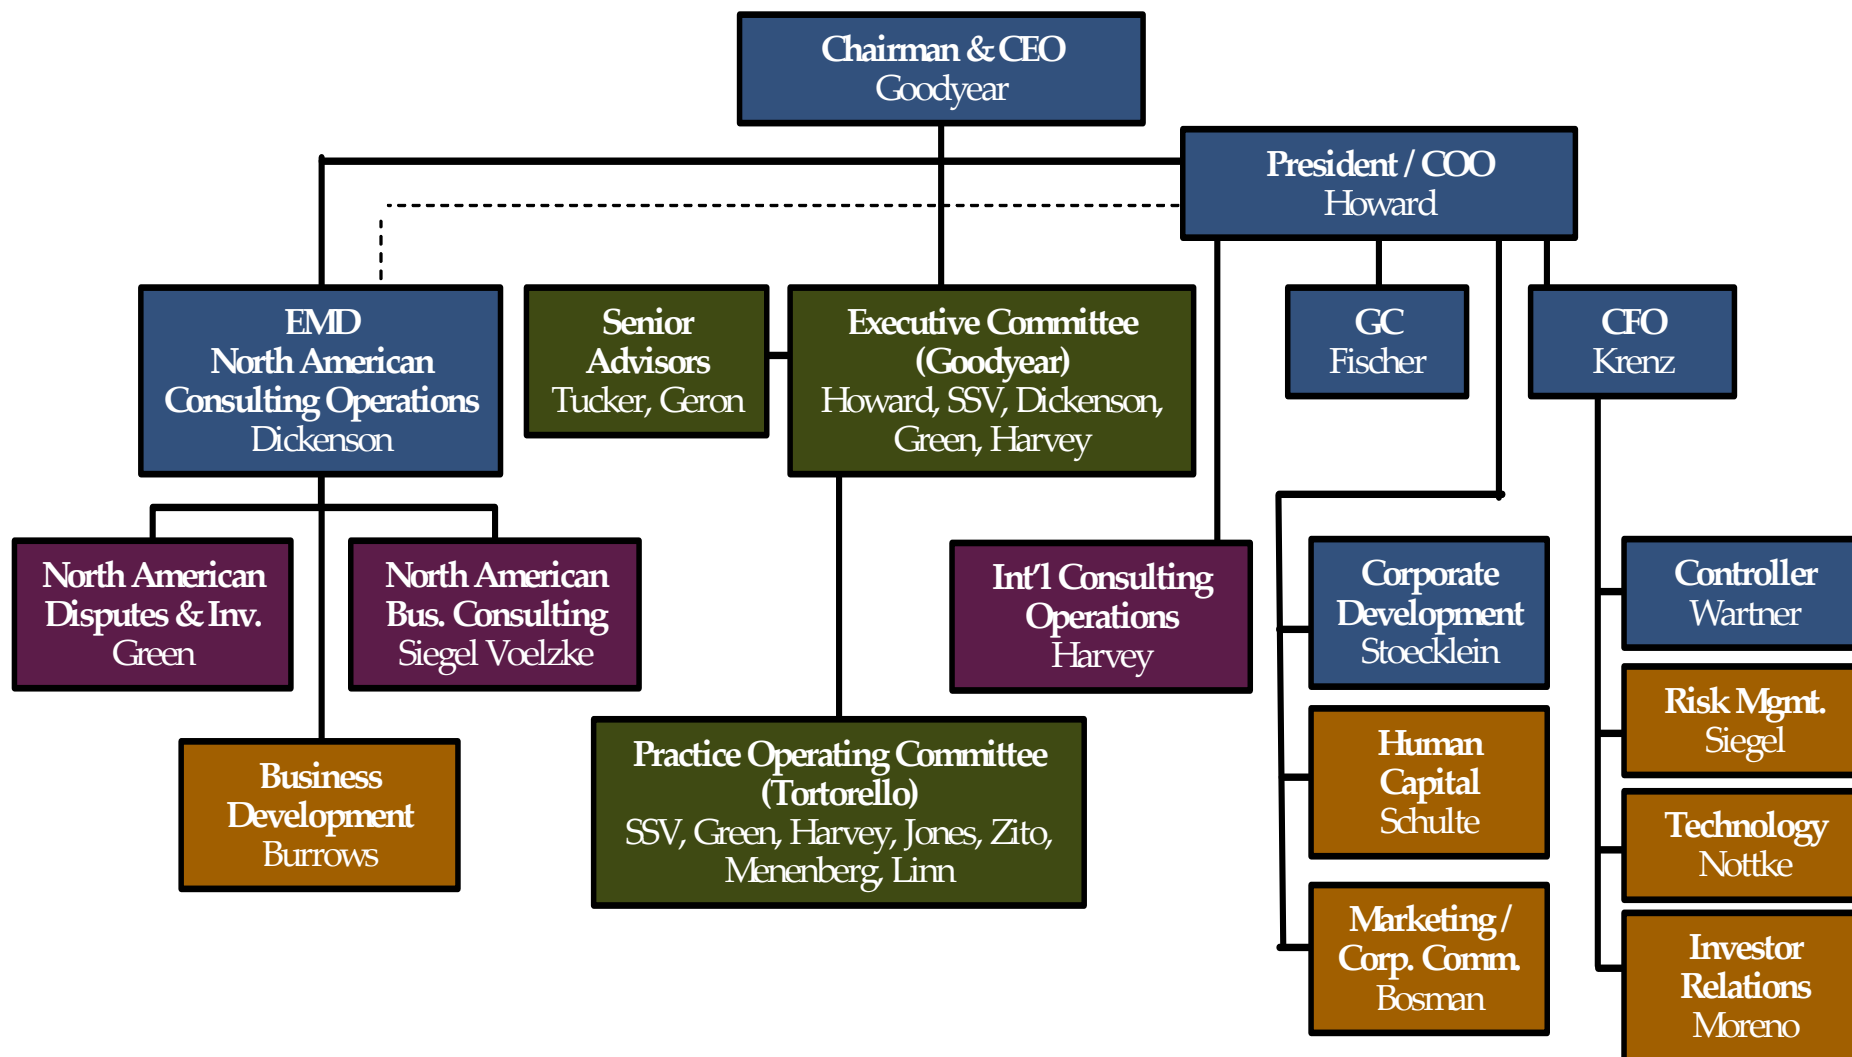 Chairman & CEO
Goodyear
President / COO
Howard
EMD
North American
Consulting Operations
Dickenson
Senior
Advisors
Tucker, Geron
Executive Committee
(Goodyear)
Howard, SSV, Dickenson,
Green, Harvey
GC
Fischer
CFO
Krenz
North American
Disputes & Inv.
Green
North American
Bus. Consulting
Siegel Voelzke
Int'l Consulting
Operations
Harvey
Corporate
Development
Stoecklein
Controller
Wartner
Risk Mgmt.
Siegel
Business
Development
Burrows
Practice Operating Committee
(Tortorello)
SSV, Green, Harvey, Jones, Zito,
Menenberg, Linn
Human
Capital
Schulte
Technology
Nottke
Marketing /
Corp. Comm.
Bosman
Investor
Relations
Moreno